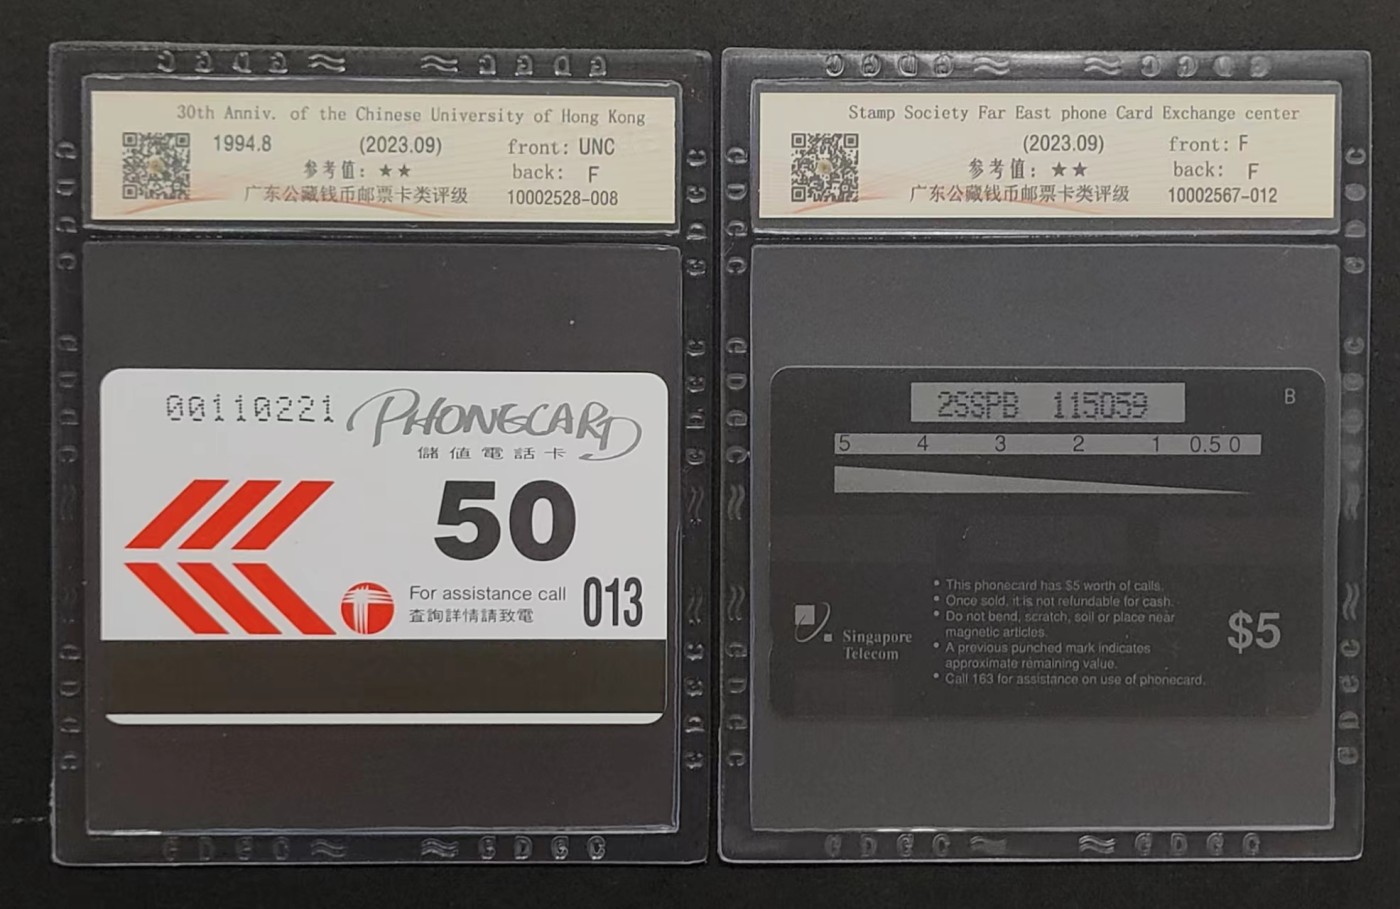 30th Anniv. of the Chinese University of Hong Kong
1994.8 (2023.09) front: UNC
参考值: ★★ back: F
广东公藏钱币邮票卡类评级 10002528-008
00110221 PHONECARD
儲值電話卡
50
For assistance call 013
查詢詳情請致電
Stamp Society Far East phone Card Exchange center
(2023.09) front: F
参考值: ★★ back: F
广东公藏钱币邮票卡类评级 10002567-012
2SSPB 115059 B
5 4 3 2 1 0.5 0
• This phonecard has $5 worth of calls.
• Once sold, it is not refundable for cash.
• Do not bend, scratch, soil or place near
magnetic articles.
• A previous punched mark indicates
approximate remaining value.
• Call 163 for assistance on use of phonecard.
Singapore
Telecom
$5